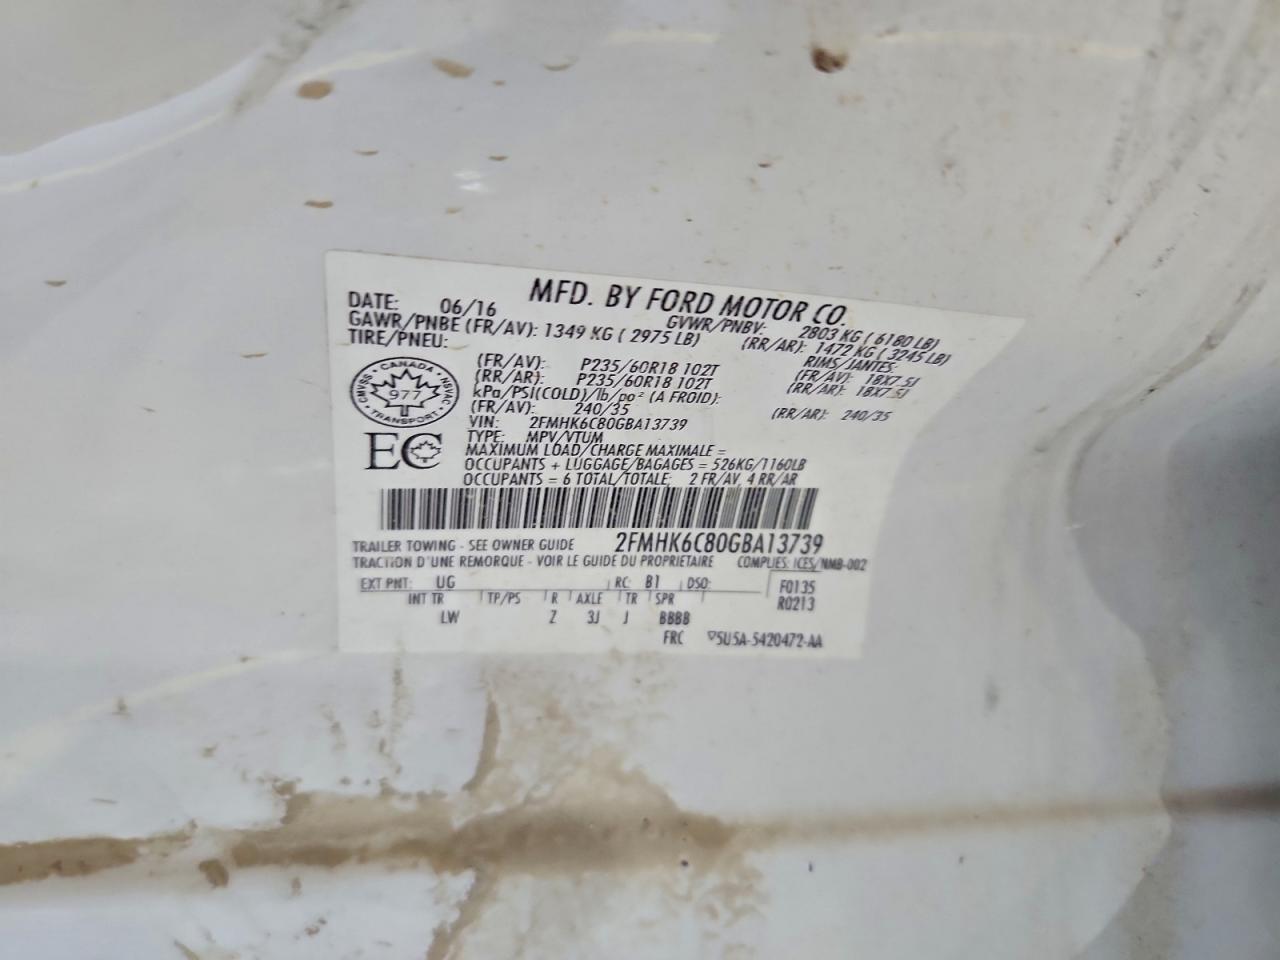 MFD. BY FORD MOTOR CO.
DATE: 06/16 GVWR/PNBV: 2803 KG ( 6180 LB)
GAWR/PNBE (FR/AV): 1349 KG ( 2975 LB) (RR/AR): 1472 KG ( 3245 LB)
TIRE/PNEU: RIMS/JANTES:
(FR/AV): P235/60R18 102T (FR/AV): 18X7.5J
(RR/AR): P235/60R18 102T (RR/AR): 18X7.5J
kPa/PSI(COLD)/lb/po² (A FROID):
(FR/AV): 240/35 (RR/AR): 240/35
CANADA
CMVSS NSVAC
977
TRANSPORT
EC
VIN: 2FMHK6C80GBA13739
TYPE: MPV/VTUM
MAXIMUM LOAD/CHARGE MAXIMALE =
OCCUPANTS + LUGGAGE/BAGAGES = 526KG/1160LB
OCCUPANTS = 6 TOTAL/TOTALE; 2 FR/AV, 4 RR/AR
2FMHK6C80GBA13739
TRAILER TOWING - SEE OWNER GUIDE
TRACTION D'UNE REMORQUE - VOIR LE GUIDE DU PROPRIETAIRE COMPLIES: ICES/NMB-002
EXT PNT: UG RC: B1 DSO: F0135
INT TR TP/PS R AXLE TR SPR R0213
LW Z 3J J BBBB
FRC 5U5A-5420472-AA